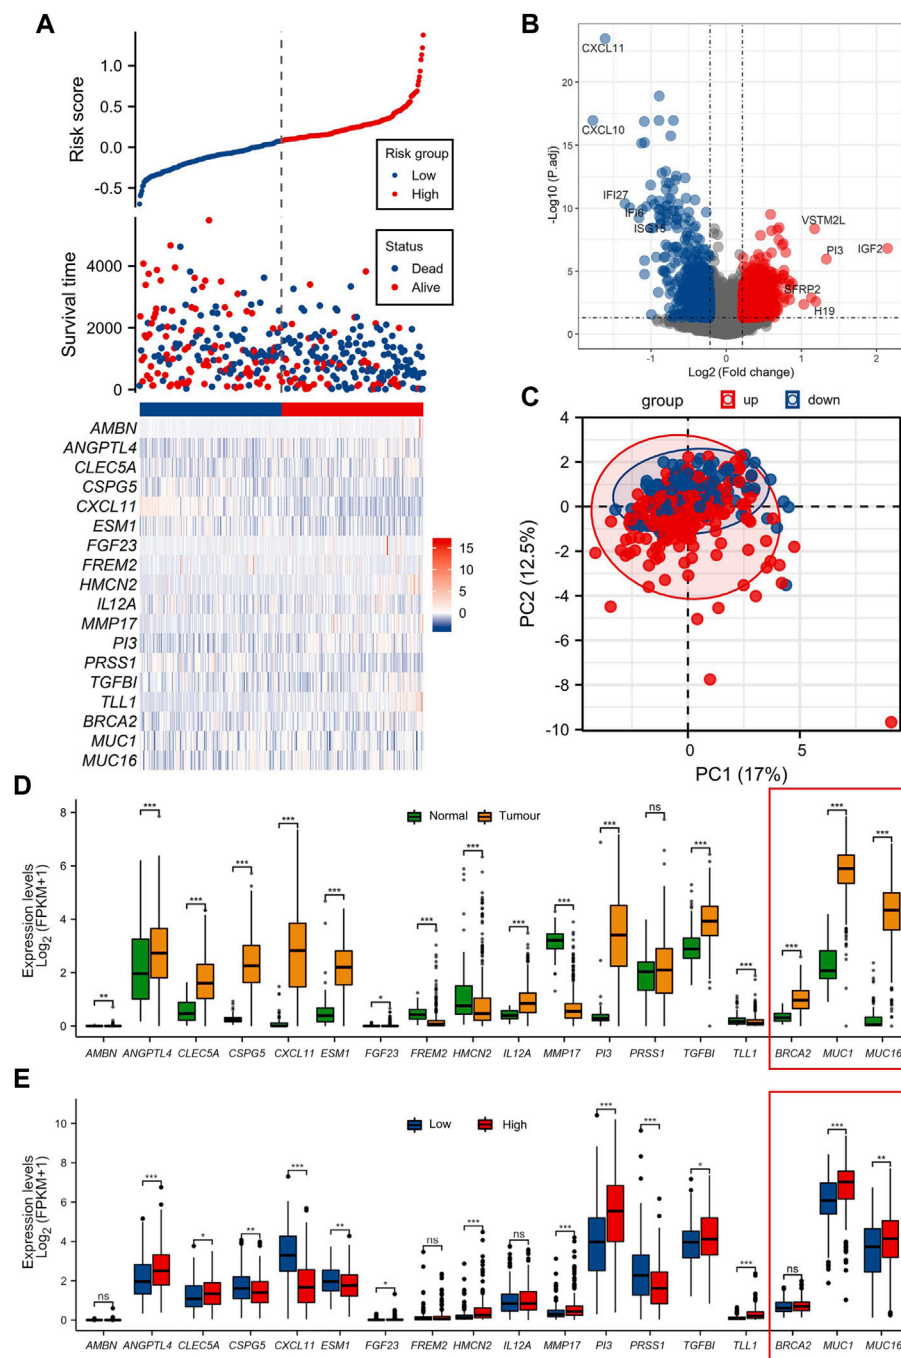 A
Risk score
1.0
0.5
0.0
-0.5
Risk group
Low
High
Survival time
4000
2000
0
Status
Dead
Alive
AMBN
ANGPTL4
CLEC5A
CSPG5
CXCL11
ESM1
FGF23
FREM2
HMCN2
IL12A
MMP17
PI3
PRSS1
TGFBI
TLL1
BRCA2
MUC1
MUC16
15
10
5
0
B
-Log10 (P.adj)
20
15
10
5
0
CXCL11
CXCL10
IFI27
IFI6
ISG15
VSTM2L
PI3
IGF2
SFRP2
H19
-1 0 1 2
Log2 (Fold change)
C
group up down
PC2 (12.5%)
4
2
0
-2
-4
-6
-8
-10
0 5
PC1 (17%)
D
Expression levels
Log2 (FPKM+1)
8
6
4
2
0
Normal Tumour
** *** *** *** *** *** * *** *** *** *** *** ns *** *** *** *** ***
AMBN ANGPTL4 CLEC5A CSPG5 CXCL11 ESM1 FGF23 FREM2 HMCN2 IL12A MMP17 PI3 PRSS1 TGFBI TLL1 BRCA2 MUC1 MUC16
E
Expression levels
Log2 (FPKM+1)
10
8
6
4
2
0
Low High
ns *** * ** *** ** * ns *** ns *** *** *** * *** ns *** **
AMBN ANGPTL4 CLEC5A CSPG5 CXCL11 ESM1 FGF23 FREM2 HMCN2 IL12A MMP17 PI3 PRSS1 TGFBI TLL1 BRCA2 MUC1 MUC16